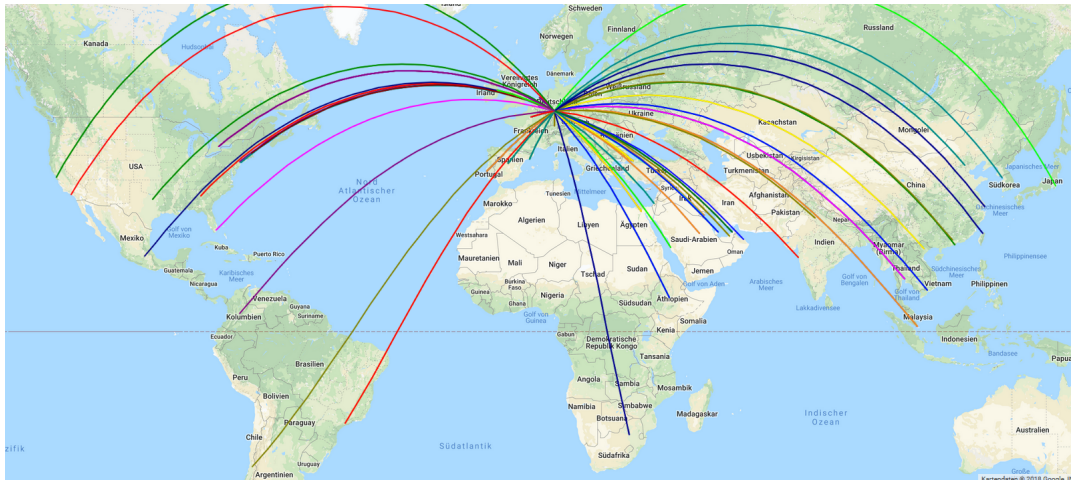 Island
Schweden
Finnland
Norwegen
Russland
Kanada
Hudson
Dänemark
Vereinigtes
Königreich
Irland
Polen
Weißrussland
Deutschland
Ukraine
Kasachstan
Mongolei
Frankreich
Rumänien
Italien
Usbekistan
Kirgisistan
Spanien
Portugal
Griechenland
Türkei
Turkmenistan
Japanisches Meer
Südkorea
Japan
USA
Nord
Atlantischer
Ozean
Tunesien
Mittelmeer
Syrien
Irak
Iran
Afghanistan
Pakistan
China
Ostchinesisches
Meer
Marokko
Algerien
Libyen
Ägypten
Nepal
Golf von
Mexiko
Mexiko
Kuba
Westsahara
Saudi-Arabien
Oman
Indien
Myanmar
(Birma)
Puerto Rico
Mauretanien
Mali
Niger
Tschad
Sudan
Jemen
Arabisches
Meer
Golf von
Bengalen
Thailand
Südchinesisches
Meer
Philippinensee
Guatemala
Nicaragua
Karibisches
Meer
Burkina
Faso
Golf von Aden
Vietnam
Philippinen
Guinea
Ghana
Nigeria
Südsudan
Äthiopien
Lakkadivensee
Golf von
Thailand
Venezuela
Guyana
Suriname
Kolumbien
Golf von
Guinea
Somalia
Malaysia
Ecuador
Gabun
Demokratische
Republik Kongo
Kenia
Indonesien
Bandasee
Papua
Tansania
Peru
Brasilien
Angola
Sambia
Mosambik
Bolivien
Namibia
Simbabwe
Botsuana
Madagaskar
Indischer
Ozean
Paraguay
Chile
Australien
Südatlantik
zifik
Südafrika
Uruguay
Argentinien
Große
Kartendaten © 2018 Google,